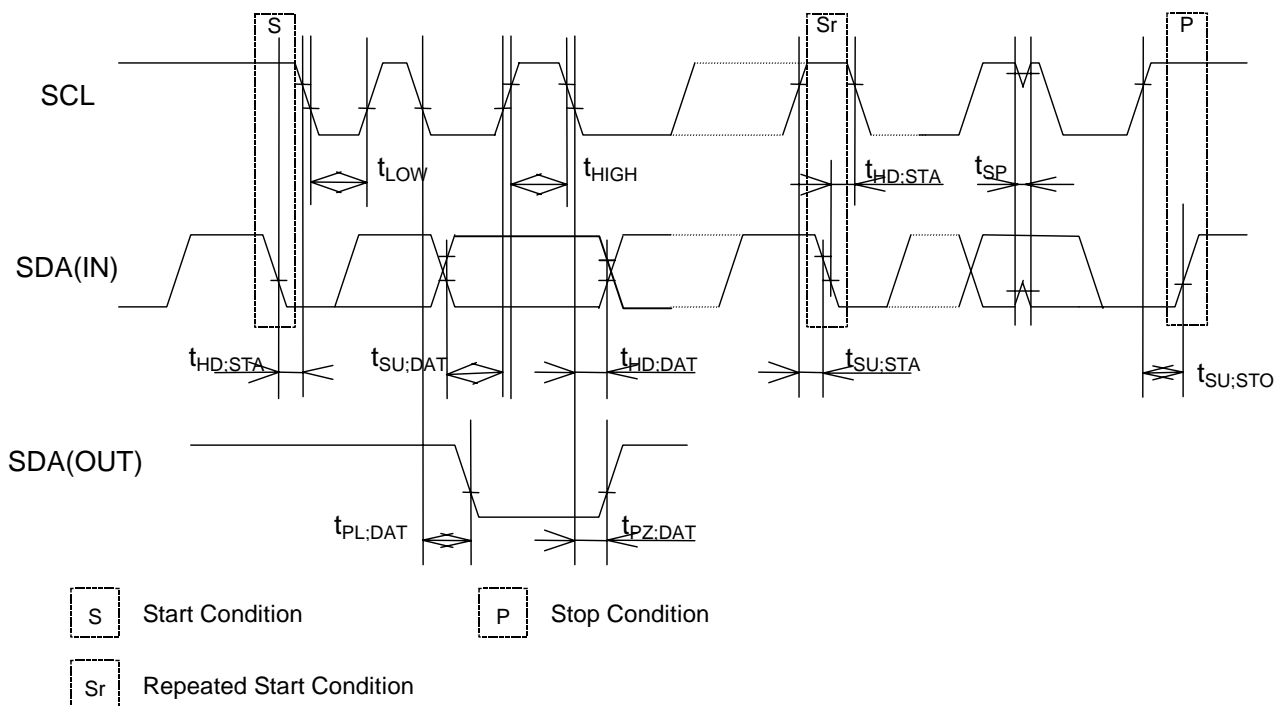 S Sr P
SCL
tLOW tHIGH tHD;STA tSP
SDA(IN)
tHD;STA tSU;DAT tHD;DAT tSU;STA tSU;STO
SDA(OUT)
tPL;DAT tPZ;DAT
S Start Condition P Stop Condition
Sr Repeated Start Condition